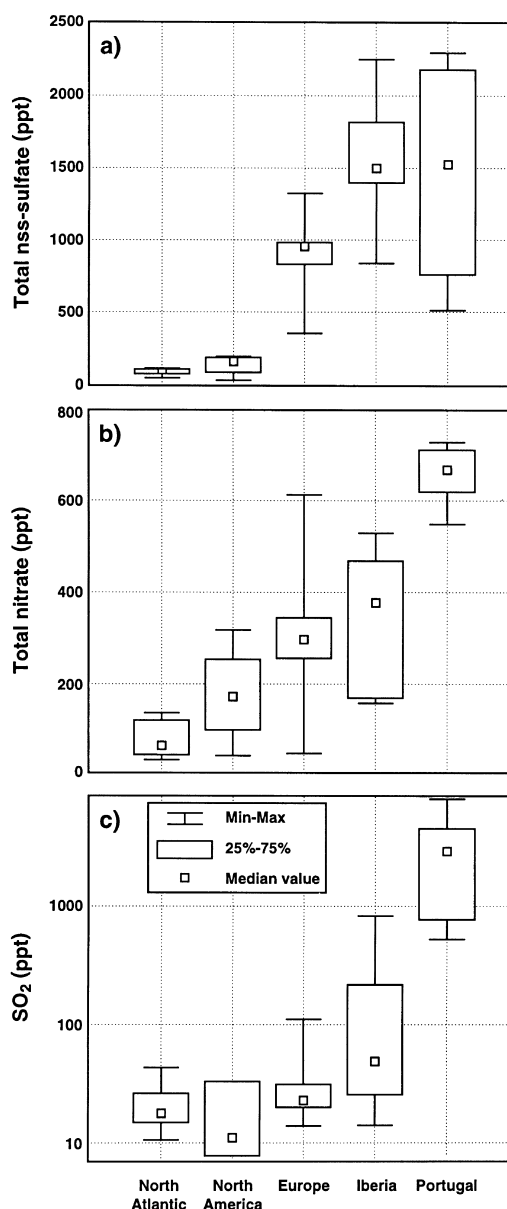 a)
Total nss-sulfate (ppt)
2500
2000
1500
1000
500
0
b)
Total nitrate (ppt)
800
600
400
200
0
c)
SO2 (ppt)
1000
100
10
Min-Max
25%-75%
Median value
North Atlantic
North America
Europe
Iberia
Portugal